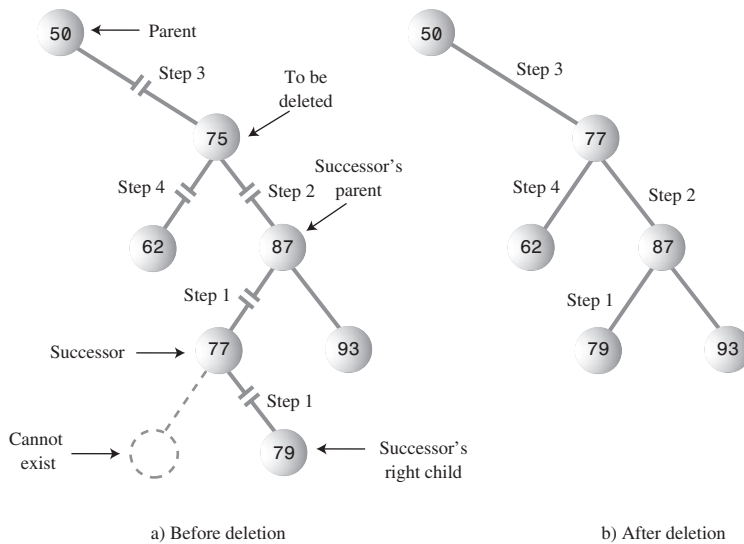 50
Parent
Step 3
To be
deleted
75
Step 4
Step 2
Successor's
parent
62
87
Step 1
Successor
77
93
Step 1
Cannot
exist
79
Successor's
right child
a) Before deletion
50
Step 3
77
Step 4
Step 2
62
87
Step 1
79
93
b) After deletion